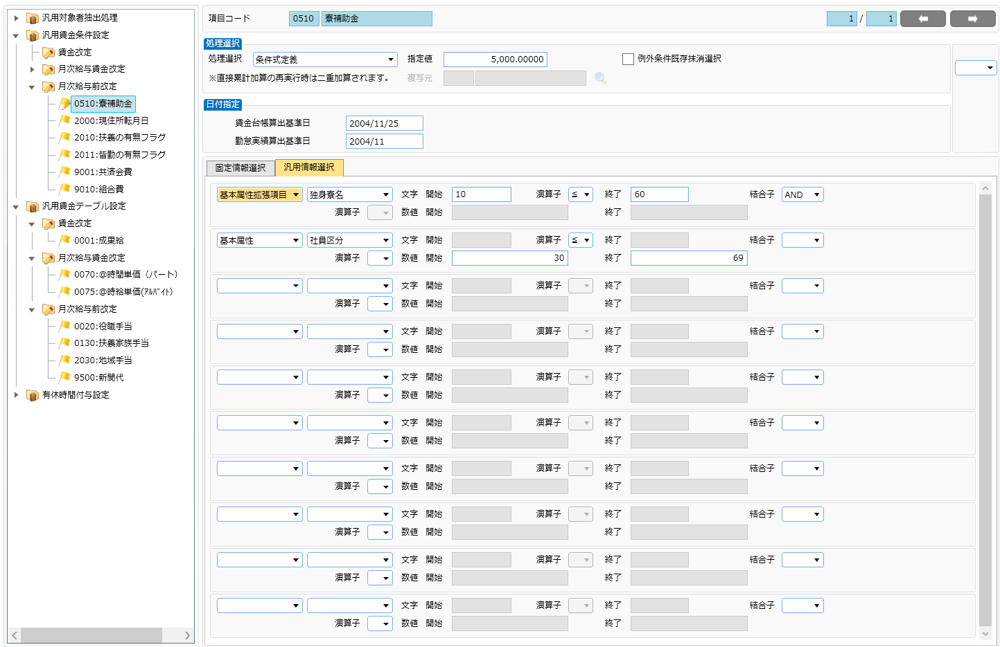 汎用対象者抽出処理
汎用賃金条件設定
賃金改定
月次給与賃金改定
月次給与前改定
0510:寮補助金
2000:現住所転月日
2010:扶義の有無フラグ
2011:皆勤の有無フラグ
9001:共済会費
9010:組合費
汎用賃金テーブル設定
賃金改定
0001:成果給
月次給与賃金改定
0070:@時間単価（パート）
0075:@時給単価(ｱﾙﾊﾞｲﾄ)
月次給与前改定
0020:役職手当
0130:扶義家族手当
2030:地域手当
9500:新聞代
有休時間付与設定
項目コード 0510 寮補助金 1 / 1
処理選択
処理選択 条件式定義 指定値 5,000.00000 例外条件既存抹消選択
※直接累計加算の再実行時は二重加算されます。 複写元
日付指定
賃金台帳算出基準日 2004/11/25
勤怠実績算出基準日 2004/11
固定情報選択 汎用情報選択
基本属性拡張項目 独身寮名 文字 開始 10 演算子 ≦ 終了 60 結合子 AND
演算子 数値 開始 終了
基本属性 社員区分 文字 開始 演算子 ≦ 終了 結合子
演算子 数値 開始 30 終了 69
文字 開始 演算子 終了 結合子
演算子 数値 開始 終了
文字 開始 演算子 終了 結合子
演算子 数値 開始 終了
文字 開始 演算子 終了 結合子
演算子 数値 開始 終了
文字 開始 演算子 終了 結合子
演算子 数値 開始 終了
文字 開始 演算子 終了 結合子
演算子 数値 開始 終了
文字 開始 演算子 終了 結合子
演算子 数値 開始 終了
文字 開始 演算子 終了 結合子
演算子 数値 開始 終了
文字 開始 演算子 終了 結合子
演算子 数値 開始 終了